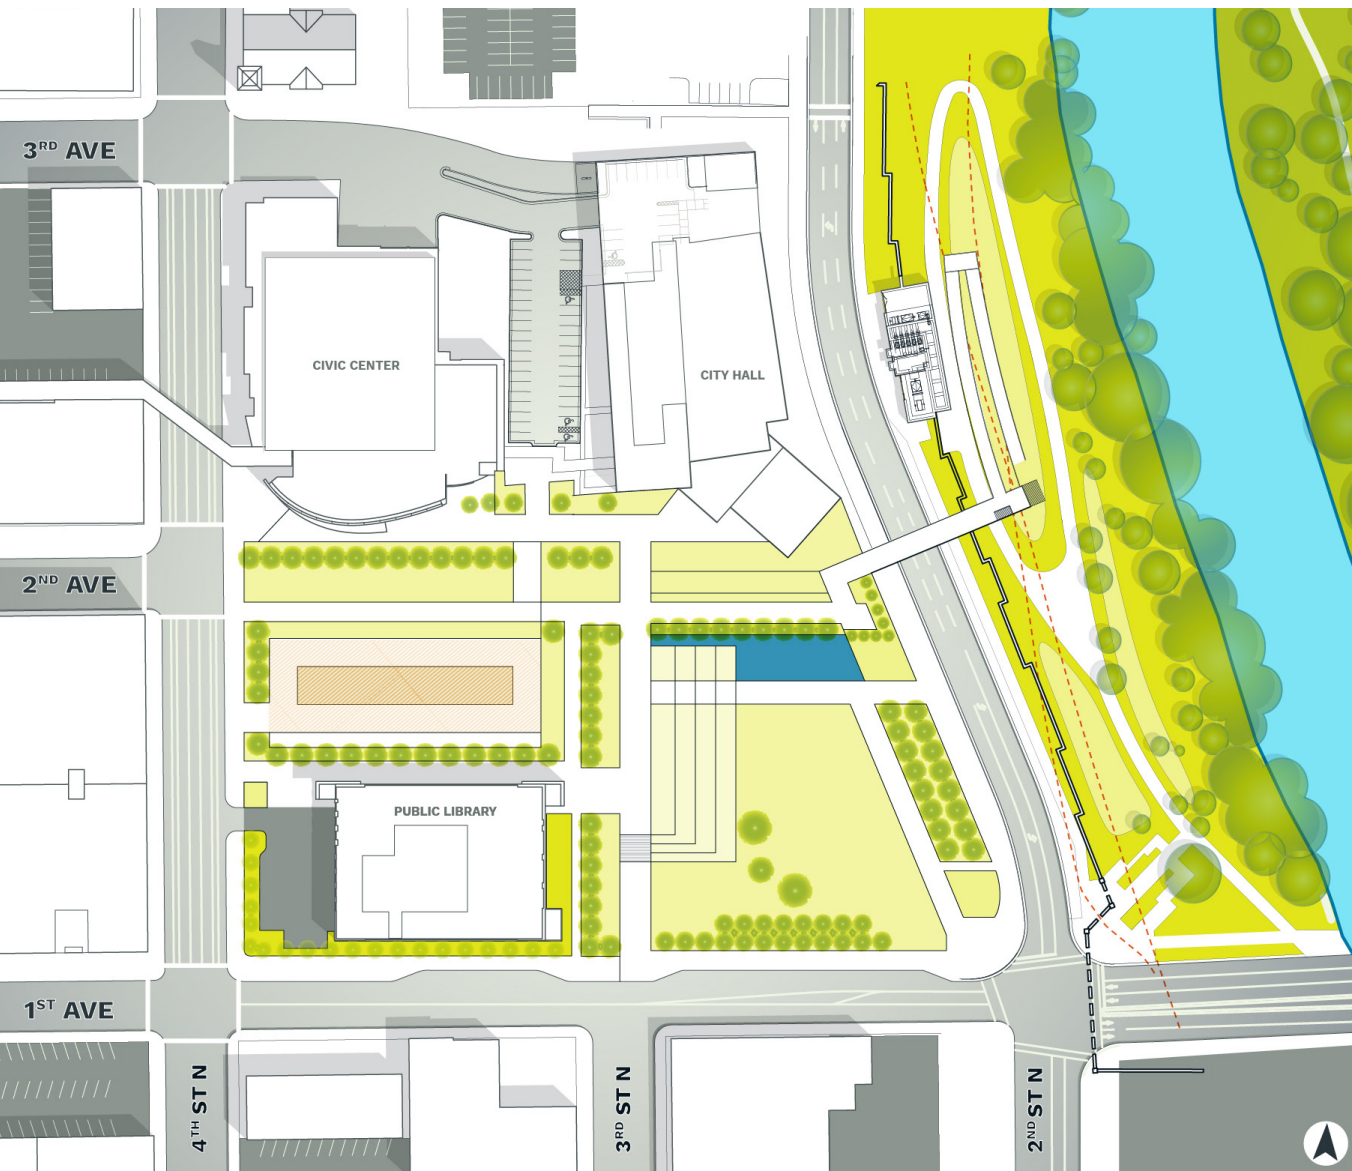 3RD AVE
CIVIC CENTER
CITY HALL
2ND AVE
PUBLIC LIBRARY
1ST AVE
4TH ST N
3RD ST N
2ND ST N